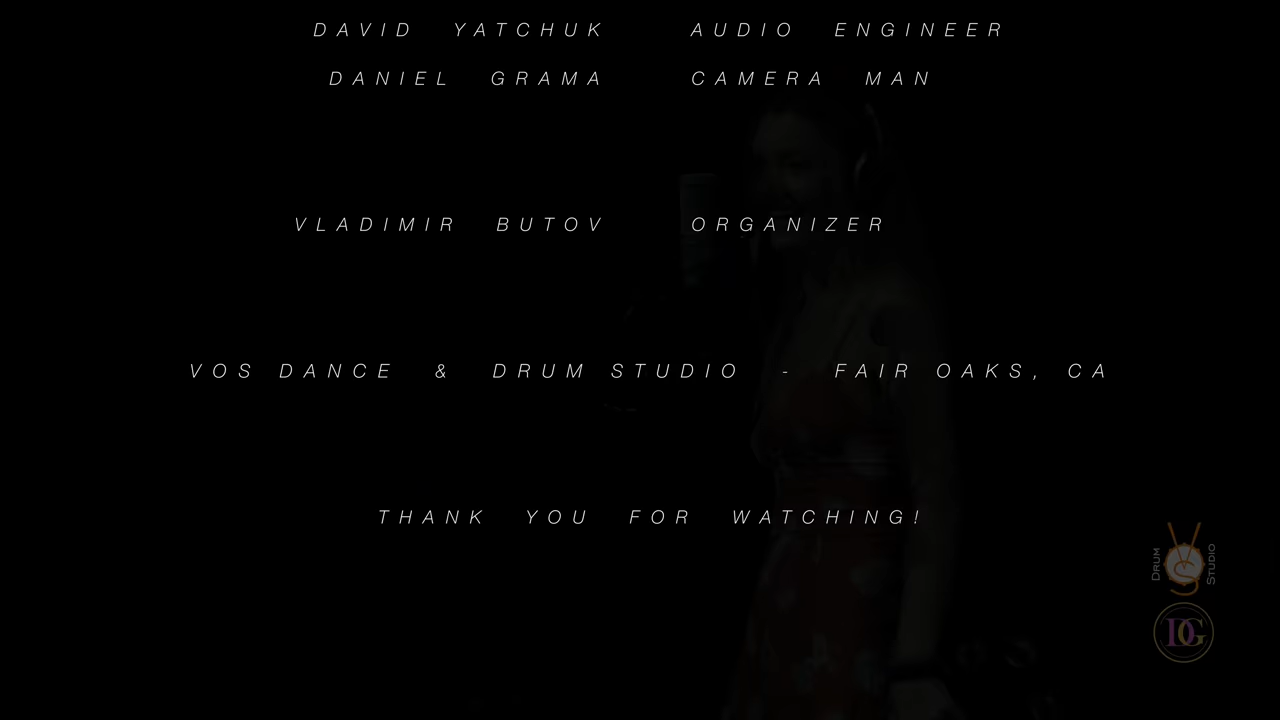 DAVID YATCHUK AUDIO ENGINEER
DANIEL GRAMA CAMERA MAN
VLADIMIR BUTOV ORGANIZER
VOS DANCE & DRUM STUDIO - FAIR OAKS, CA
THANK YOU FOR WATCHING!
DRUM STUDIO
DG